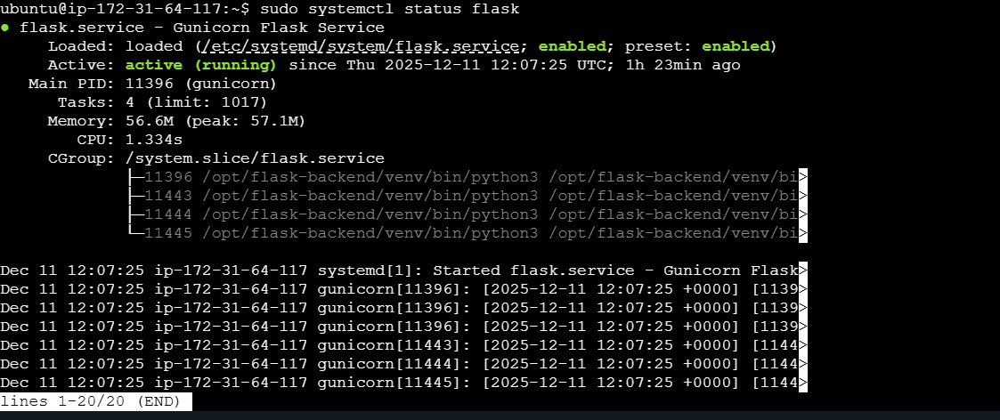 ubuntu@ip-172-31-64-117:~$ sudo systemctl status flask
● flask.service - Gunicorn Flask Service
     Loaded: loaded (/etc/systemd/system/flask.service; enabled; preset: enabled)
     Active: active (running) since Thu 2025-12-11 12:07:25 UTC; 1h 23min ago
   Main PID: 11396 (gunicorn)
      Tasks: 4 (limit: 1017)
     Memory: 56.6M (peak: 57.1M)
        CPU: 1.334s
     CGroup: /system.slice/flask.service
             ├─11396 /opt/flask-backend/venv/bin/python3 /opt/flask-backend/venv/bi>
             ├─11443 /opt/flask-backend/venv/bin/python3 /opt/flask-backend/venv/bi>
             ├─11444 /opt/flask-backend/venv/bin/python3 /opt/flask-backend/venv/bi>
             └─11445 /opt/flask-backend/venv/bin/python3 /opt/flask-backend/venv/bi>

Dec 11 12:07:25 ip-172-31-64-117 systemd[1]: Started flask.service - Gunicorn Flask>
Dec 11 12:07:25 ip-172-31-64-117 gunicorn[11396]: [2025-12-11 12:07:25 +0000] [1139>
Dec 11 12:07:25 ip-172-31-64-117 gunicorn[11396]: [2025-12-11 12:07:25 +0000] [1139>
Dec 11 12:07:25 ip-172-31-64-117 gunicorn[11396]: [2025-12-11 12:07:25 +0000] [1139>
Dec 11 12:07:25 ip-172-31-64-117 gunicorn[11443]: [2025-12-11 12:07:25 +0000] [1144>
Dec 11 12:07:25 ip-172-31-64-117 gunicorn[11444]: [2025-12-11 12:07:25 +0000] [1144>
Dec 11 12:07:25 ip-172-31-64-117 gunicorn[11445]: [2025-12-11 12:07:25 +0000] [1144>
lines 1-20/20 (END)